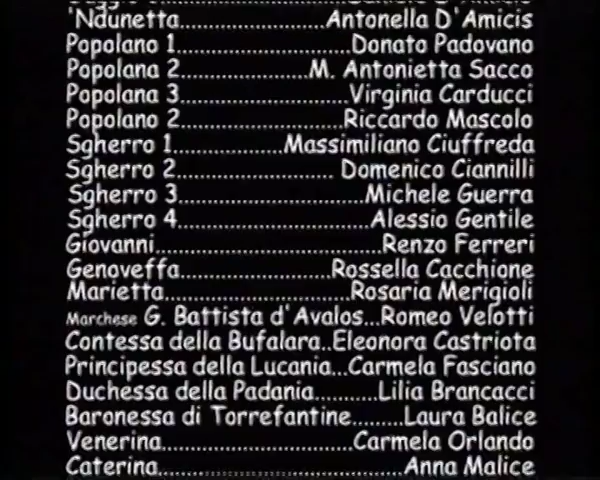 'Ndunetta......................Antonella D'Amicis
Popolano 1..........................Donato Padovano
Popolana 2...................M. Antonietta Sacco
Popolana 3.........................Virginia Carducci
Popolano 2........................Riccardo Mascolo
Sgherro 1................Massimiliano Ciuffreda
Sgherro 2....................... Domenico Ciannilli
Sgherro 3...........................Michele Guerra
Sgherro 4............................Alessio Gentile
Giovanni.................................Renzo Ferreri
Genoveffa......................Rossella Cacchione
Marietta...........................Rosaria Merigioli
Marchese G. Battista d'Avalos...Romeo Velotti
Contessa della Bufalara..Eleonora Castriota
Principessa della Lucania...Carmela Fasciano
Duchessa della Padania..........Lilia Brancacci
Baronessa di Torrefantine........Laura Balice
Venerina............................Carmela Orlando
Caterina...................................Anna Malice